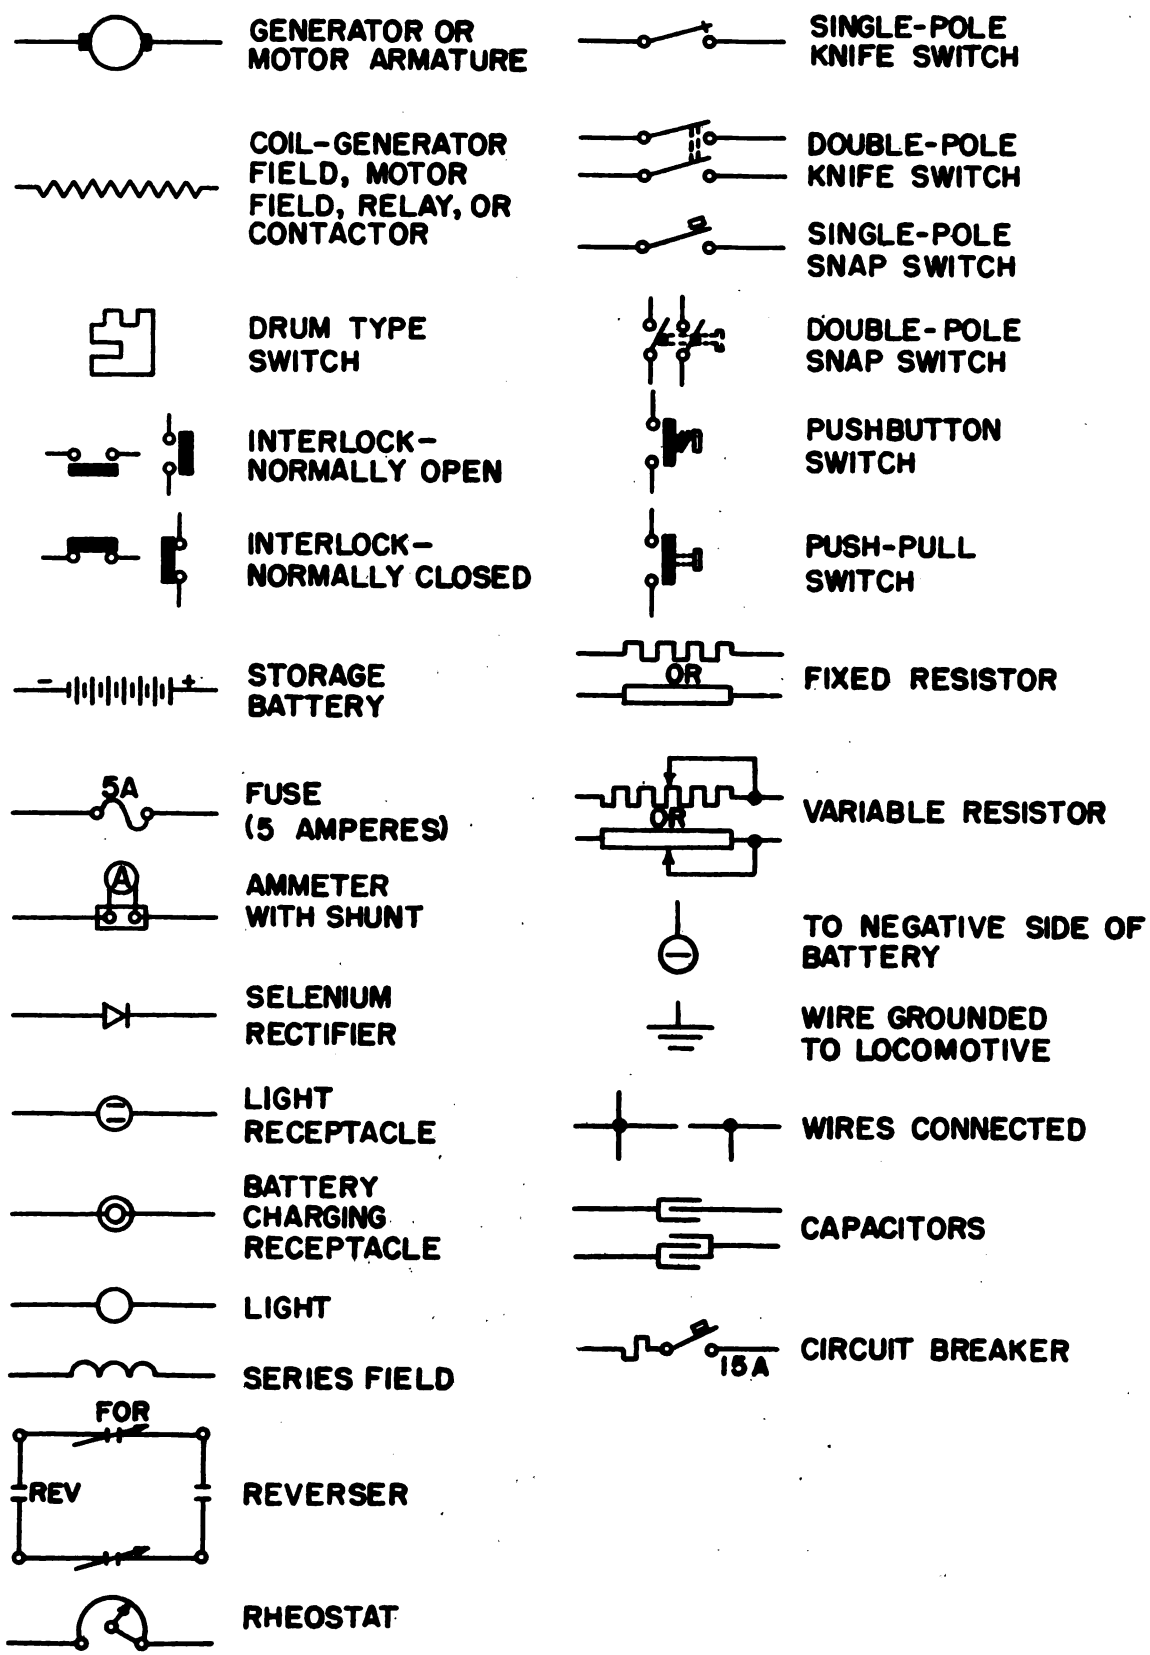 GENERATOR OR
MOTOR ARMATURE
COIL-GENERATOR
FIELD, MOTOR
FIELD, RELAY, OR
CONTACTOR
DRUM TYPE
SWITCH
INTERLOCK-
NORMALLY OPEN
INTERLOCK-
NORMALLY CLOSED
- +
STORAGE
BATTERY
5A
FUSE
(5 AMPERES)
A
AMMETER
WITH SHUNT
SELENIUM
RECTIFIER
LIGHT
RECEPTACLE
BATTERY
CHARGING
RECEPTACLE
LIGHT
SERIES FIELD
FOR
REV
REVERSER
RHEOSTAT
SINGLE-POLE
KNIFE SWITCH
DOUBLE-POLE
KNIFE SWITCH
SINGLE-POLE
SNAP SWITCH
DOUBLE-POLE
SNAP SWITCH
PUSHBUTTON
SWITCH
PUSH-PULL
SWITCH
OR
FIXED RESISTOR
OR
VARIABLE RESISTOR
TO NEGATIVE SIDE OF
BATTERY
WIRE GROUNDED
TO LOCOMOTIVE
WIRES CONNECTED
CAPACITORS
15A
CIRCUIT BREAKER